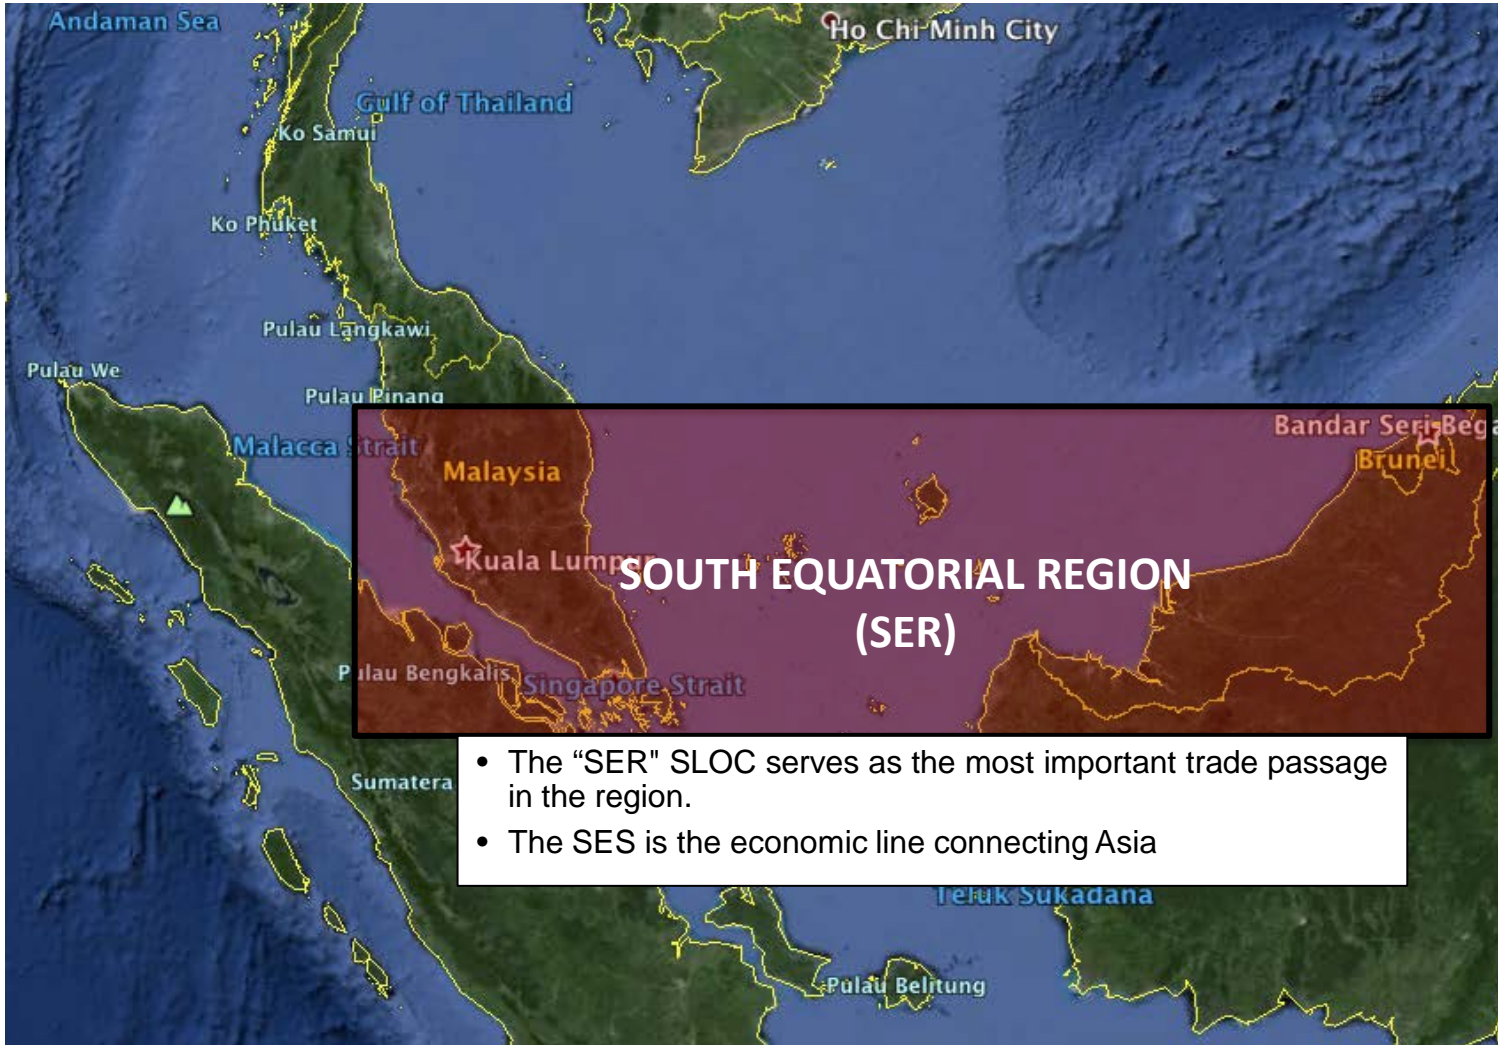 Andaman Sea
Ho Chi Minh City
Gulf of Thailand
Ko Samui
Ko Phuket
Pulau Langkawi
Pulau We
Pulau Pinang
Malacca Strait
Bandar Seri Bega
Malaysia
Brunei
Kuala Lumpur
SOUTH EQUATORIAL REGION
(SER)
Pulau Bengkalis
Singapore Strait
• The “SER" SLOC serves as the most important trade passage
in the region.
Sumatera
• The SES is the economic line connecting Asia
Teluk Sukadana
Pulau Belitung